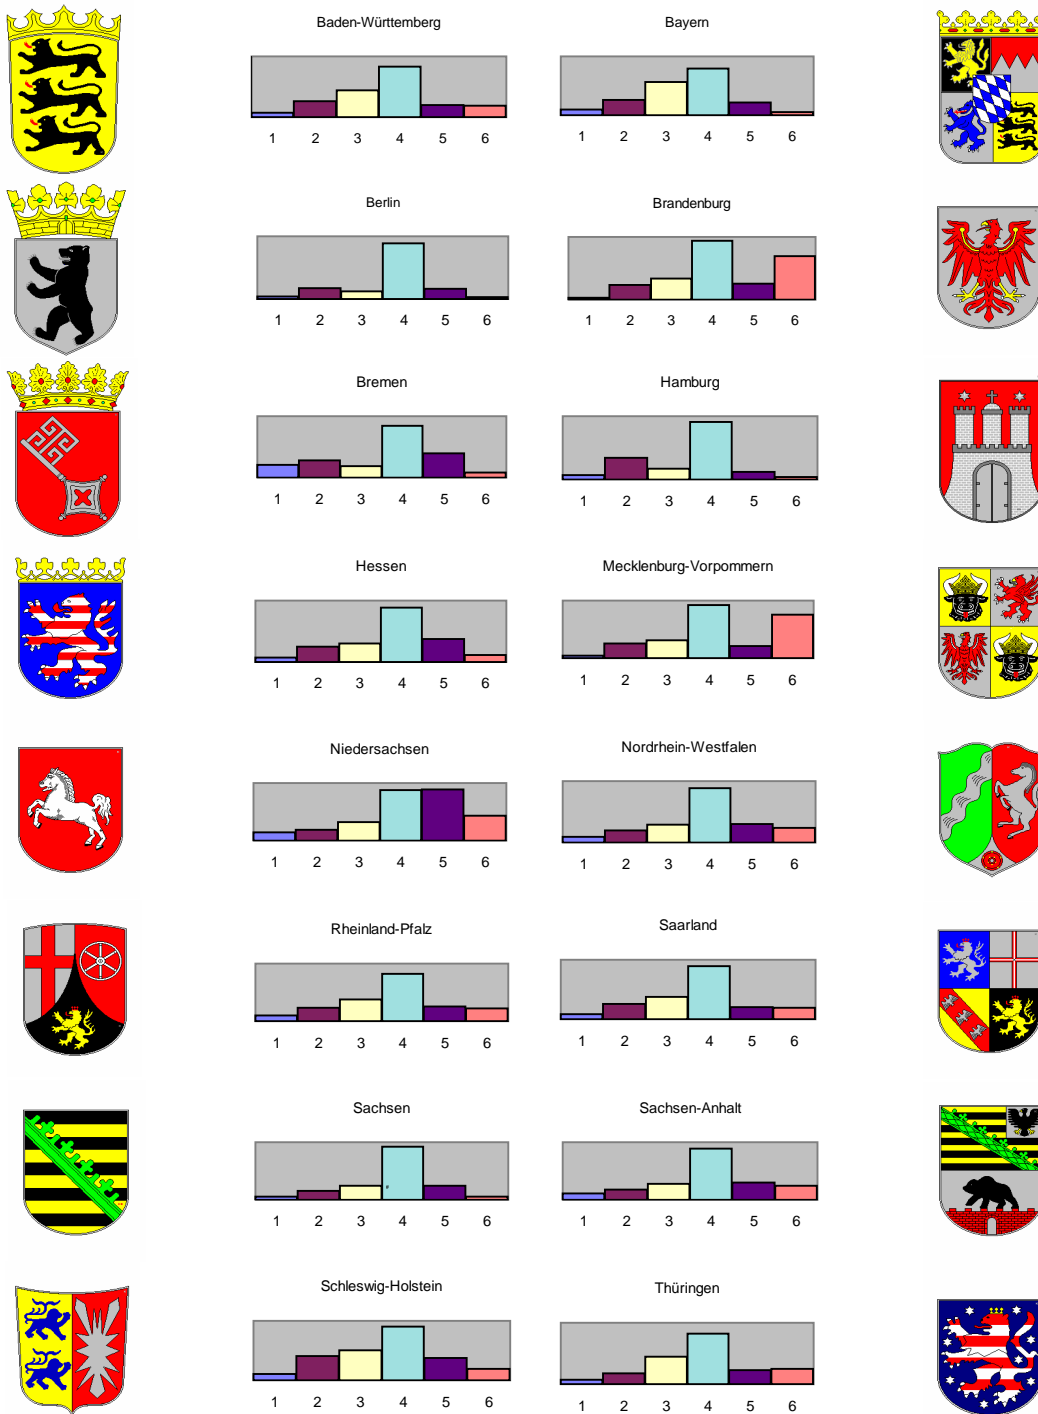 Baden-Württemberg
Bayern
1 2 3 4 5 6
1 2 3 4 5 6
Berlin
Brandenburg
1 2 3 4 5 6
1 2 3 4 5 6
Bremen
Hamburg
1 2 3 4 5 6
1 2 3 4 5 6
Hessen
Mecklenburg-Vorpommern
1 2 3 4 5 6
1 2 3 4 5 6
Niedersachsen
Nordrhein-Westfalen
1 2 3 4 5 6
1 2 3 4 5 6
Rheinland-Pfalz
Saarland
1 2 3 4 5 6
1 2 3 4 5 6
Sachsen
Sachsen-Anhalt
1 2 3 4 5 6
1 2 3 4 5 6
Schleswig-Holstein
Thüringen
1 2 3 4 5 6
1 2 3 4 5 6